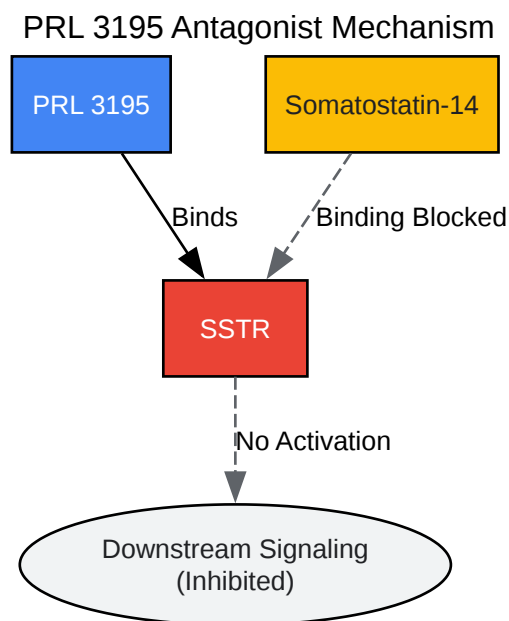 PRL 3195 Antagonist Mechanism
PRL 3195
Somatostatin-14
Binds
Binding Blocked
SSTR
No Activation
Downstream Signaling
(Inhibited)